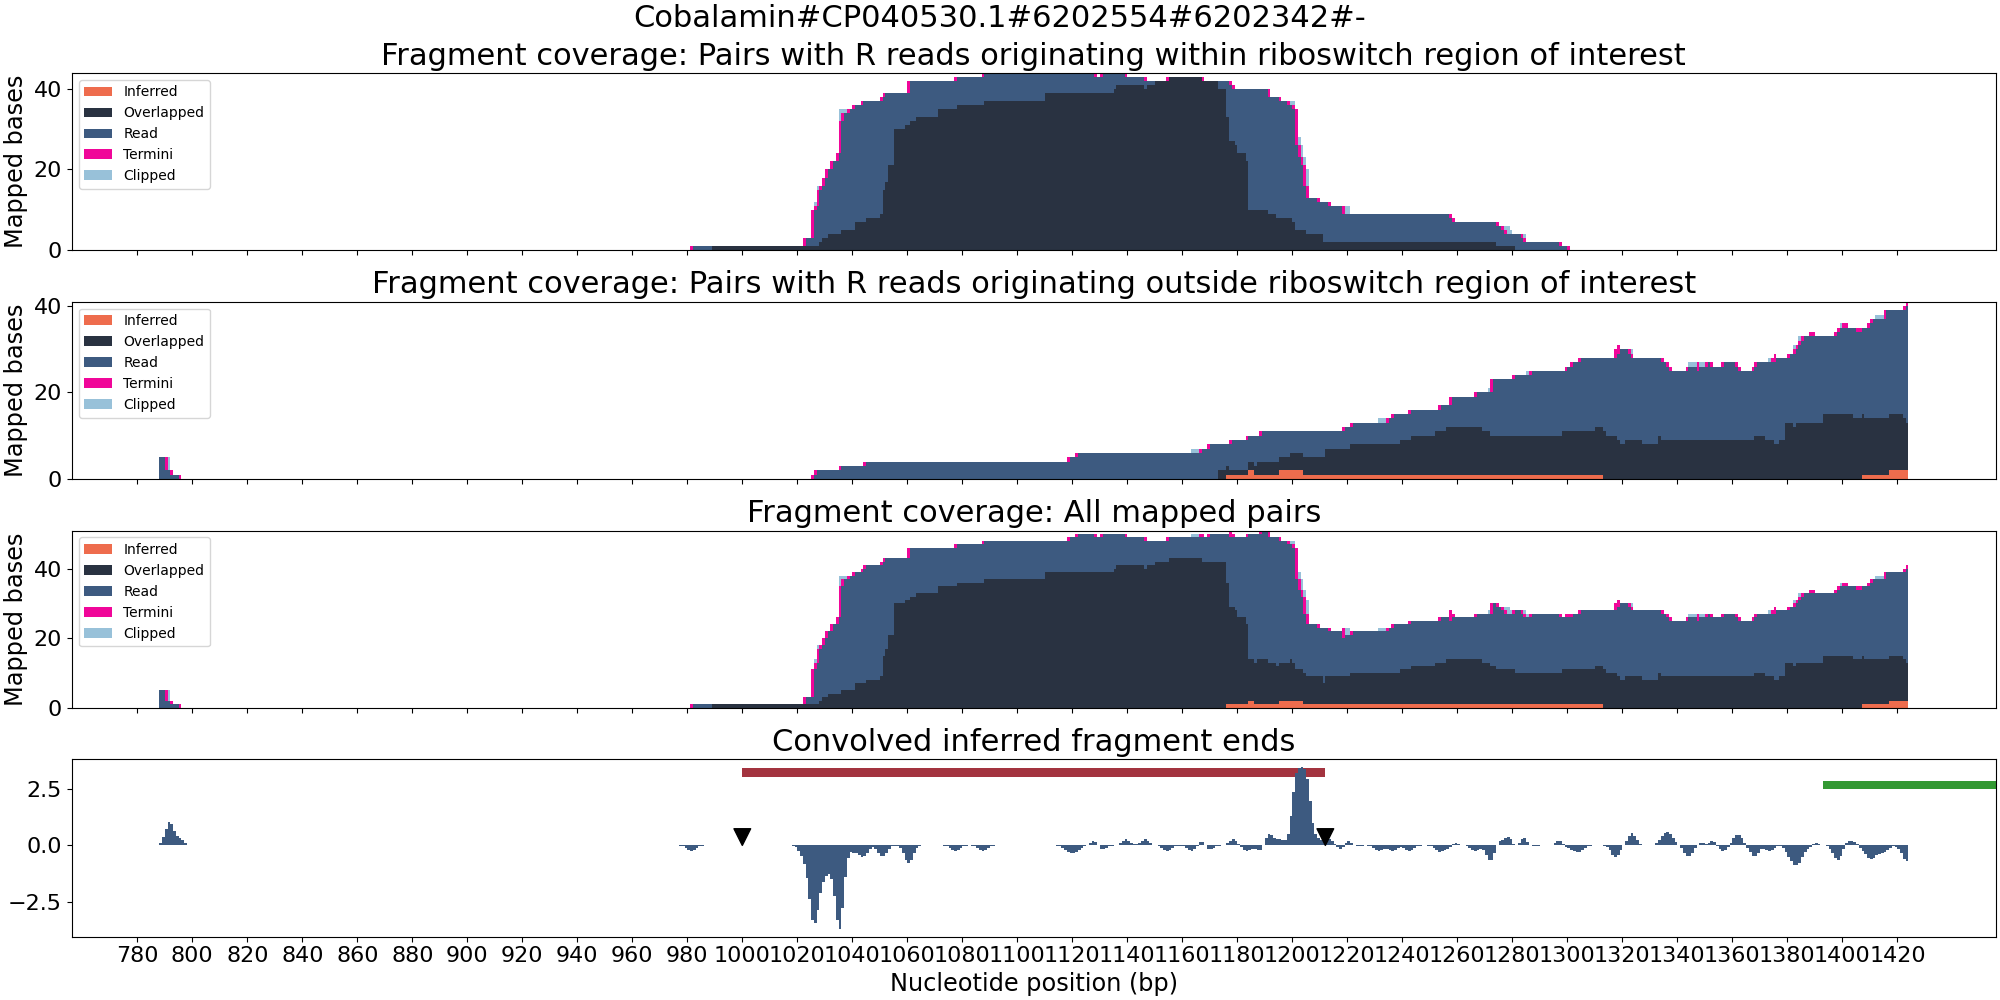 Cobalamin#CP040530.1#6202554#6202342#-
Fragment coverage: Pairs with R reads originating within riboswitch region of interest
Mapped bases
40
20
0
Inferred
Overlapped
Read
Termini
Clipped
Fragment coverage: Pairs with R reads originating outside riboswitch region of interest
Mapped bases
40
20
0
Inferred
Overlapped
Read
Termini
Clipped
Fragment coverage: All mapped pairs
Mapped bases
40
20
0
Inferred
Overlapped
Read
Termini
Clipped
Convolved inferred fragment ends
2.5
0.0
−2.5
780 800 820 840 860 880 900 920 940 960 980 1000 1020 1040 1060 1080 1100 1120 1140 1160 1180 1200 1220 1240 1260 1280 1300 1320 1340 1360 1380 1400 1420
Nucleotide position (bp)